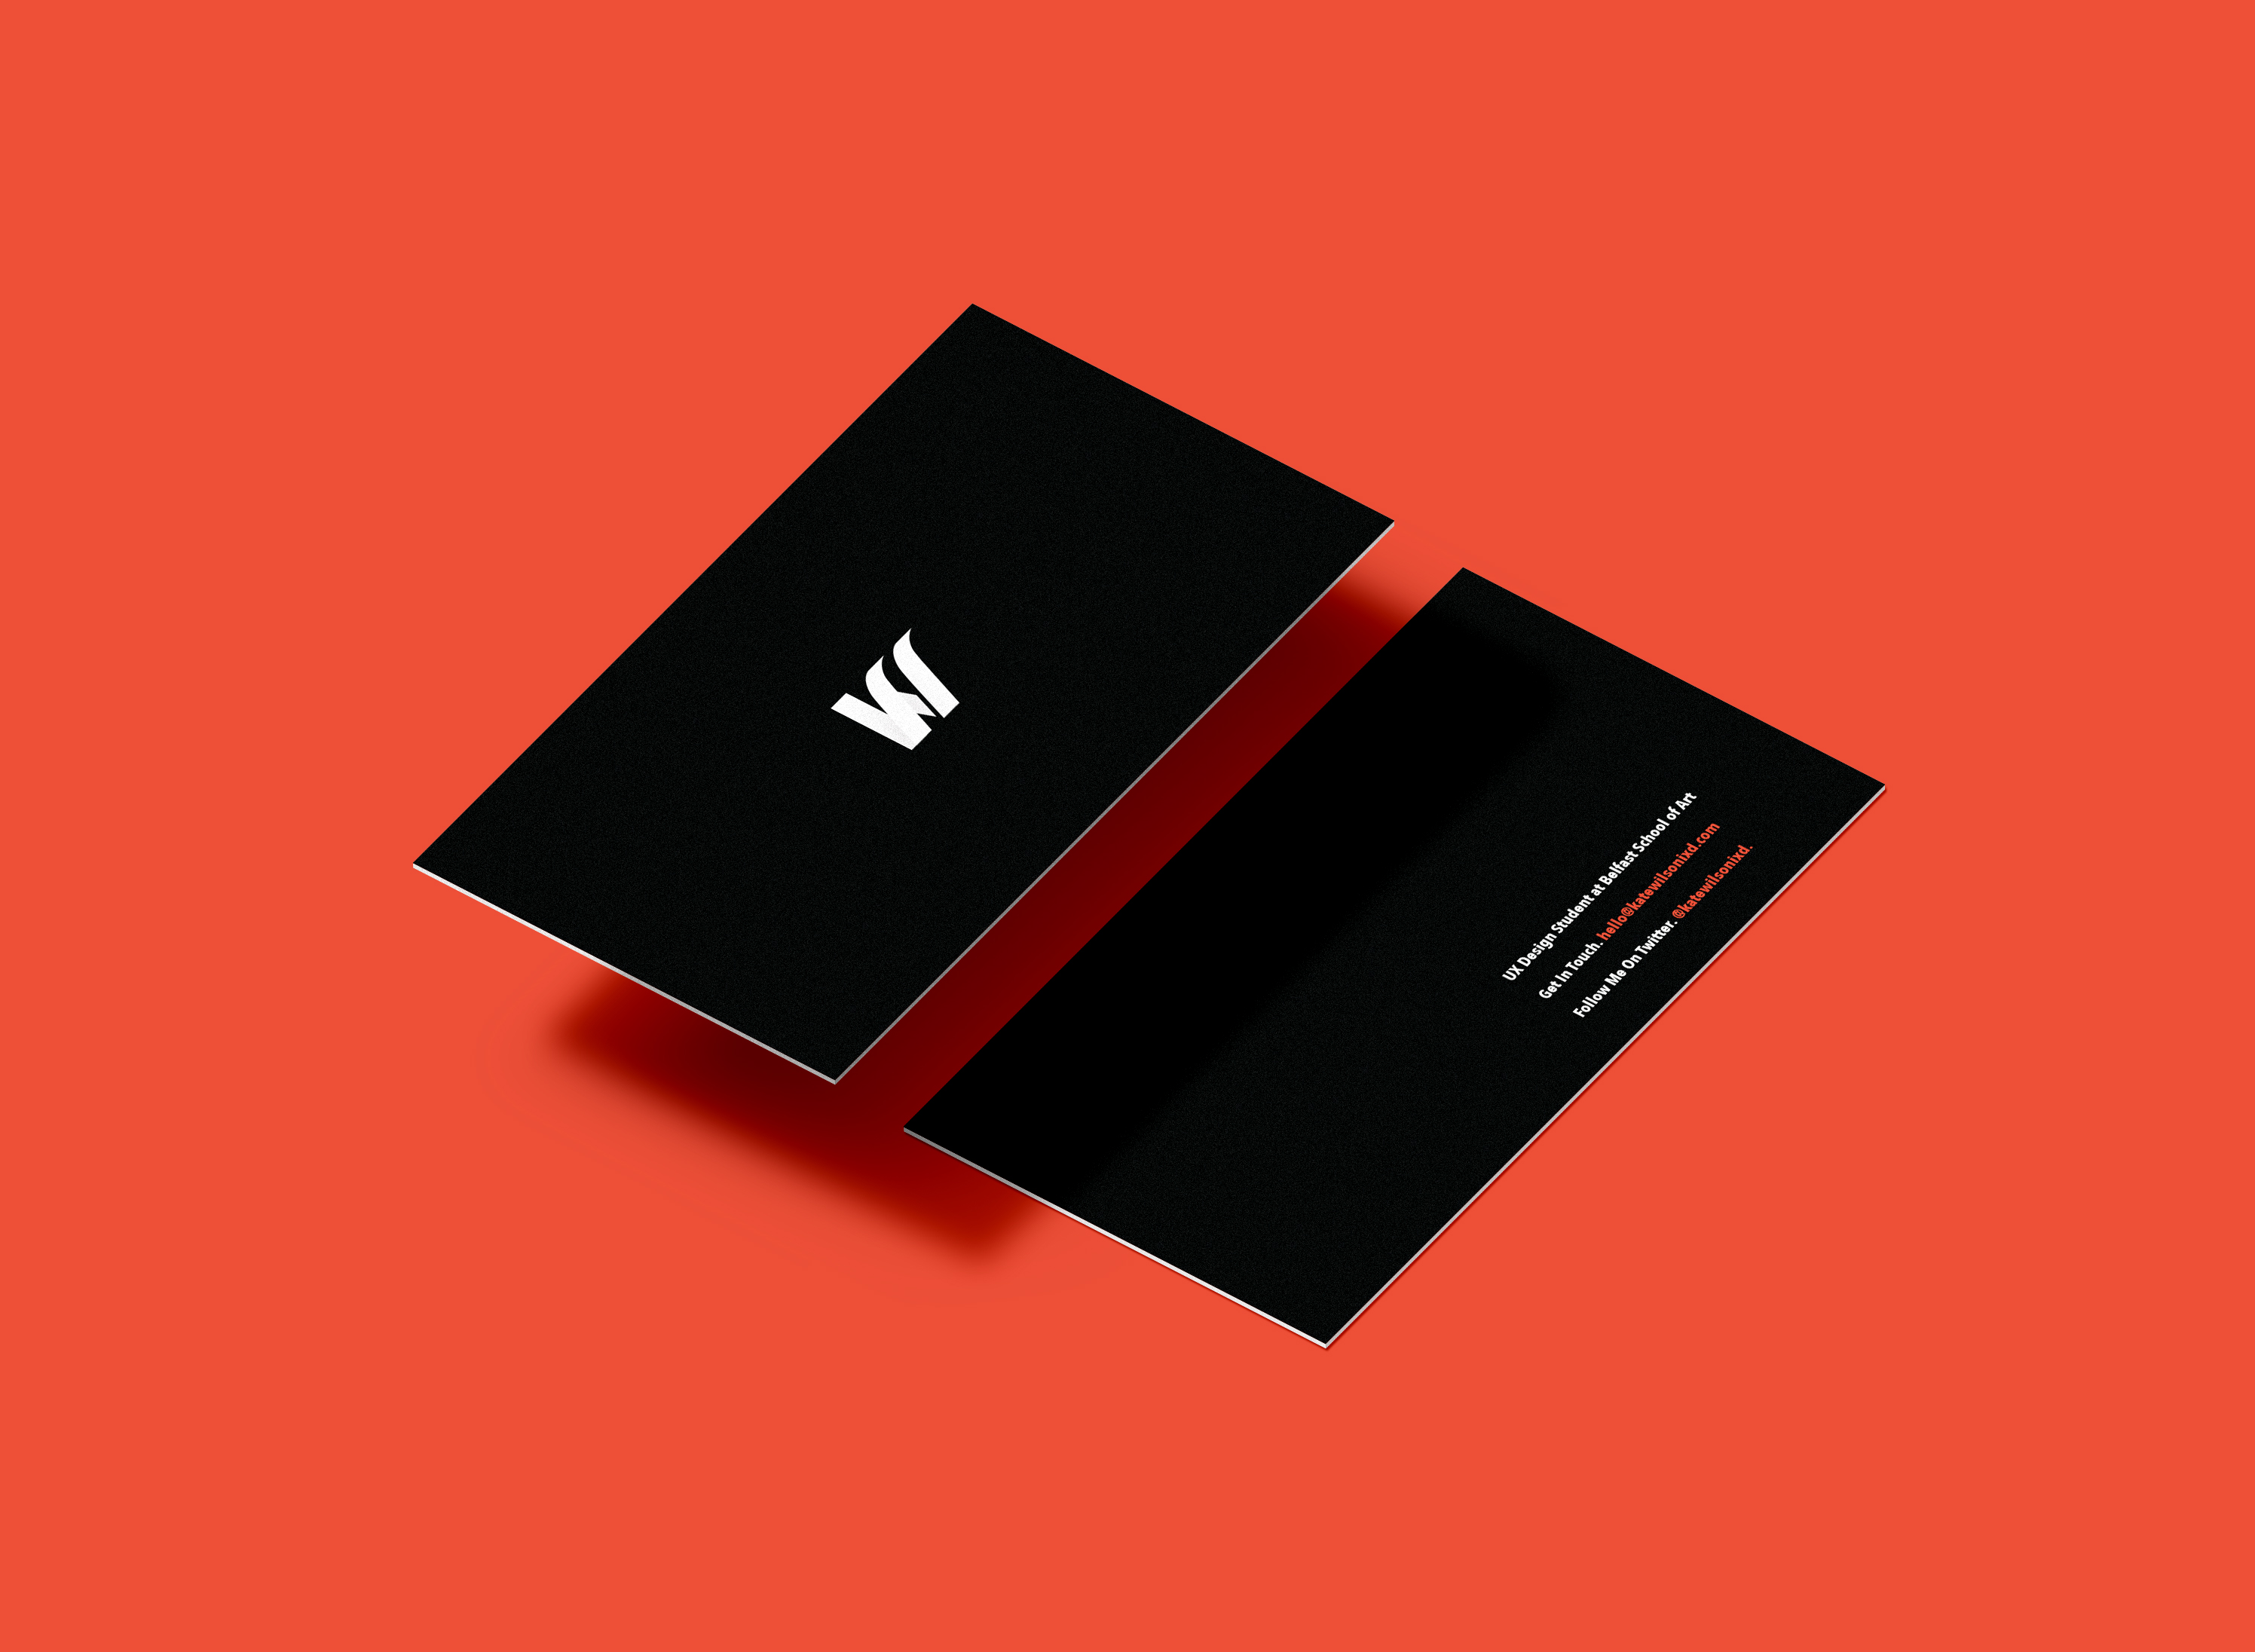 UX Design Student at Belfast School of Art
Get In Touch. hello@katewilsonixd.com
Follow Me On Twitter. @katewilsonixd.